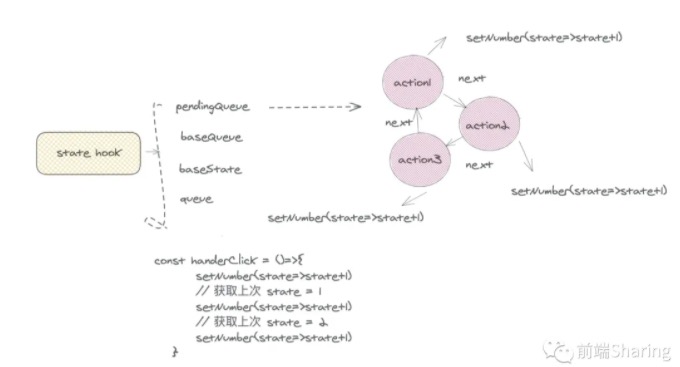 setNumber(state=>state+1)
action1
next
pendingQueue
action2
next
baseQueue
state hook
action3
next
baseState
setNumber(state=>state+1)
queue
setNumber(state=>state+1)
const handerClick = ()=>{
setNumber(state=>state+1)
// 获取上次 state = 1
setNumber(state=>state+1)
// 获取上次 state = 2
setNumber(state=>state+1)
}
前端Sharing